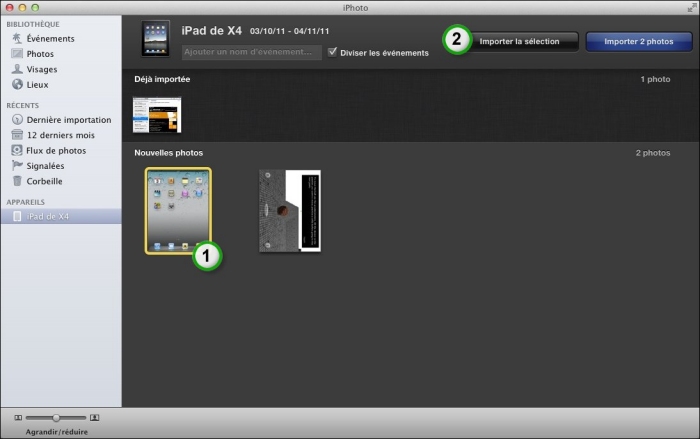 iPhoto
BIBLIOTHÈQUE
Événements
Photos
Visages
Lieux
RÉCENTS
Dernière importation
12 derniers mois
Flux de photos
Signalées
Corbeille
APPAREILS
iPad de X4
iPad de X4 03/10/11 - 04/11/11
Ajouter un nom d'événement...
Diviser les événements
2
Importer la sélection
Importer 2 photos
Déjà importée
1 photo
Nouvelles photos
2 photos
1
Agrandir/réduire